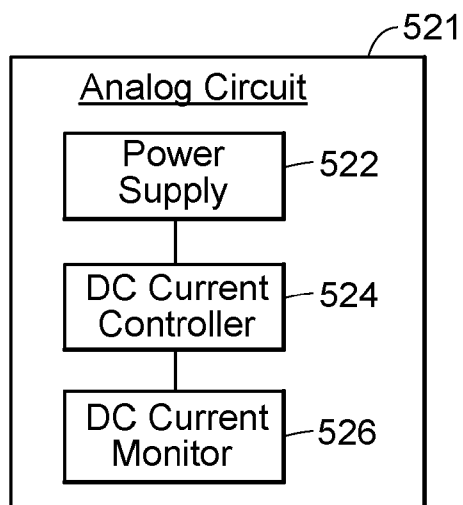 521
Analog Circuit
Power
Supply
522
DC Current
Controller
524
DC Current
Monitor
526